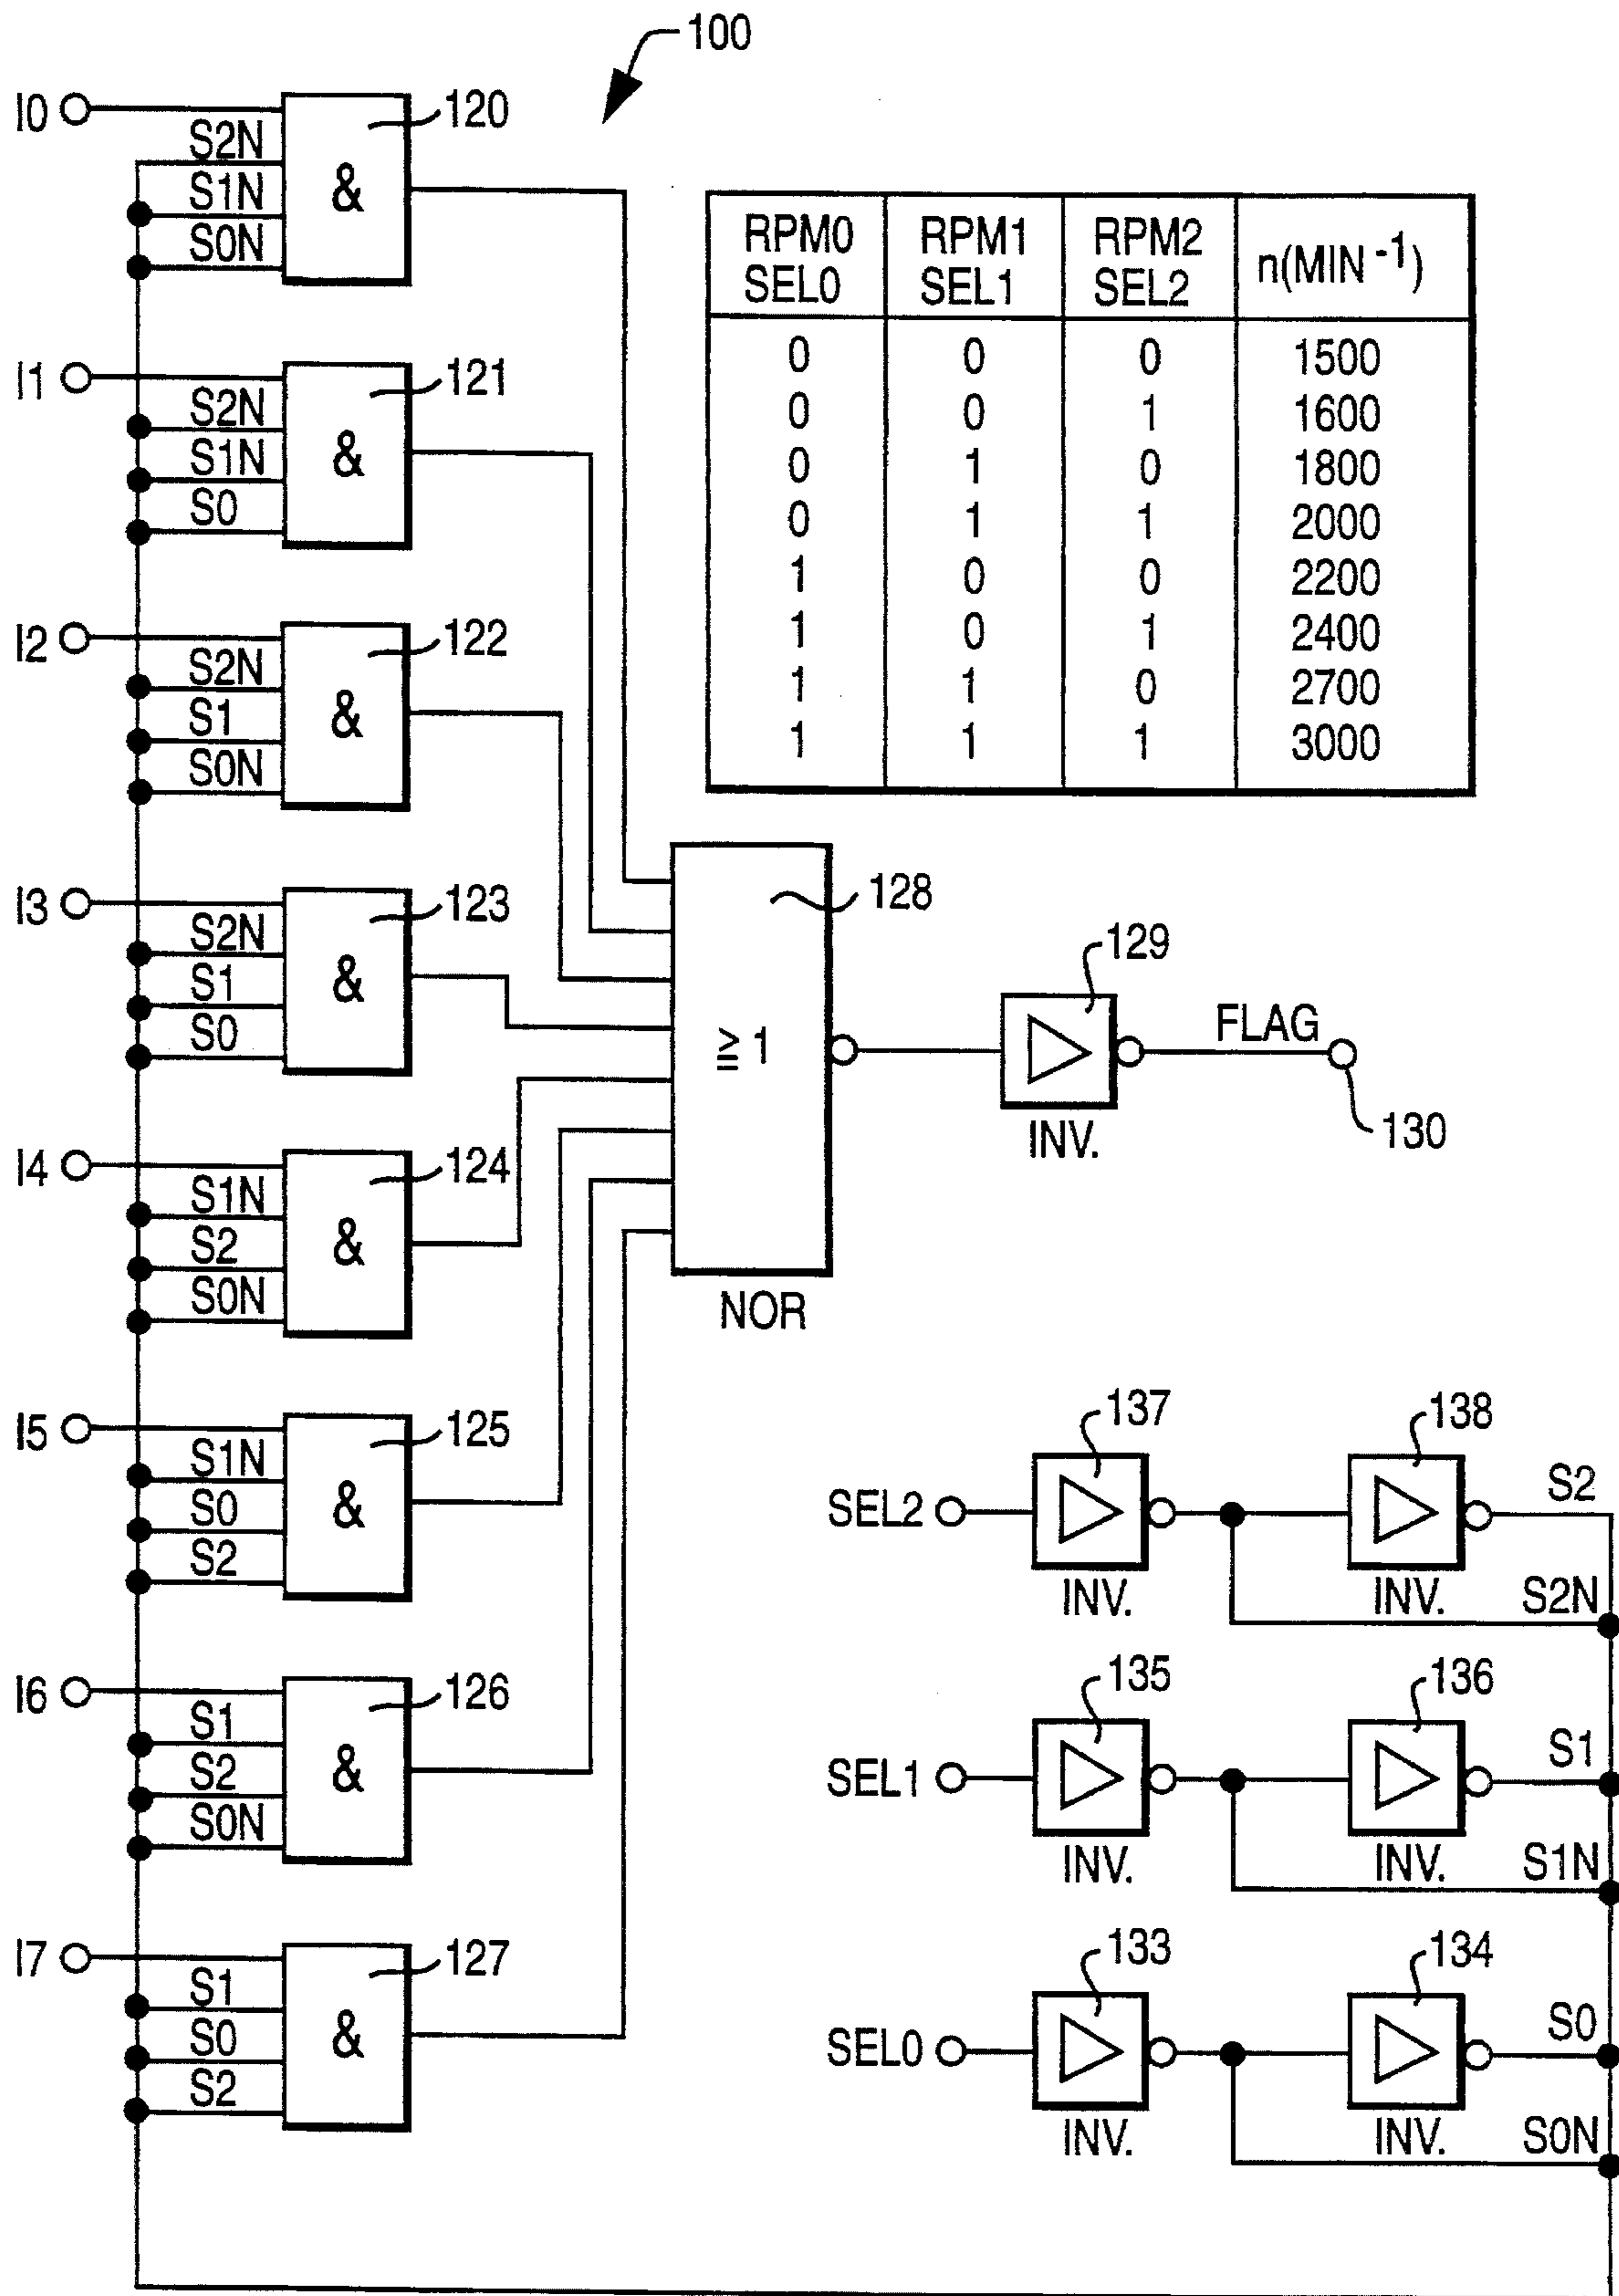 100
I0
S2N
S1N
S0N
&
120
I1
S2N
S1N
S0
&
121
I2
S2N
S1
S0N
&
122
I3
S2N
S1
S0
&
123
I4
S1N
S2
S0N
&
124
I5
S1N
S0
S2
&
125
I6
S1
S2
S0N
&
126
I7
S1
S0
S2
&
127
RPM0 SEL0 RPM1 SEL1 RPM2 SEL2 n(MIN -1)
0 0 0 1500
0 0 1 1600
0 1 0 1800
0 1 1 2000
1 0 0 2200
1 0 1 2400
1 1 0 2700
1 1 1 3000
128
≧ 1
NOR
129
INV.
FLAG
130
SEL2
137
INV.
138
INV.
S2
S2N
SEL1
135
INV.
136
INV.
S1
S1N
SEL0
133
INV.
134
INV.
S0
S0N